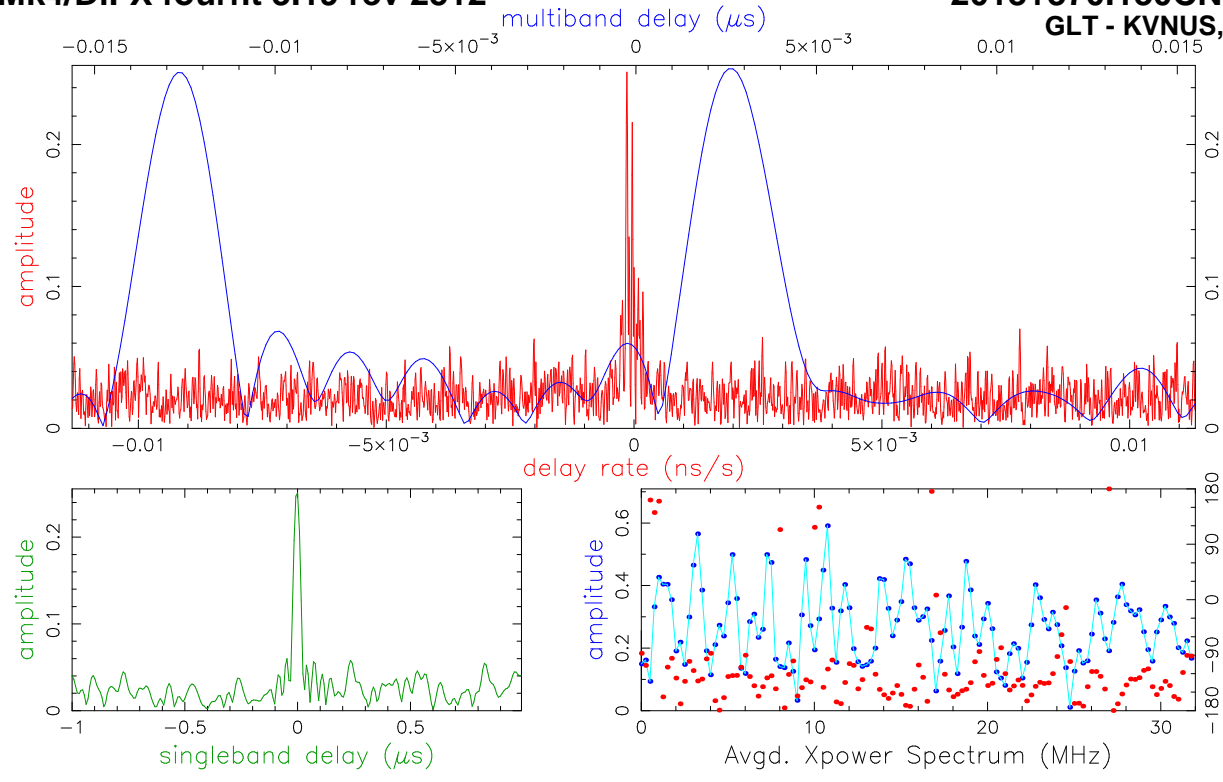 multiband delay (μs)
GLT - KVNUS,
−0.015 −0.01 −5×10⁻³ 0 5×10⁻³ 0.01 0.015
amplitude
0 0.1 0.2
0 0.1 0.2
−0.01 −5×10⁻³ 0 5×10⁻³ 0.01
delay rate (ns/s)
amplitude
0 0.2
−1 −0.5 0 0.5
singleband delay (μs)
amplitude
0 0.2 0.4 0.6
−180 −90 0 90 180
0 10 20 30
Avgd. Xpower Spectrum (MHz)